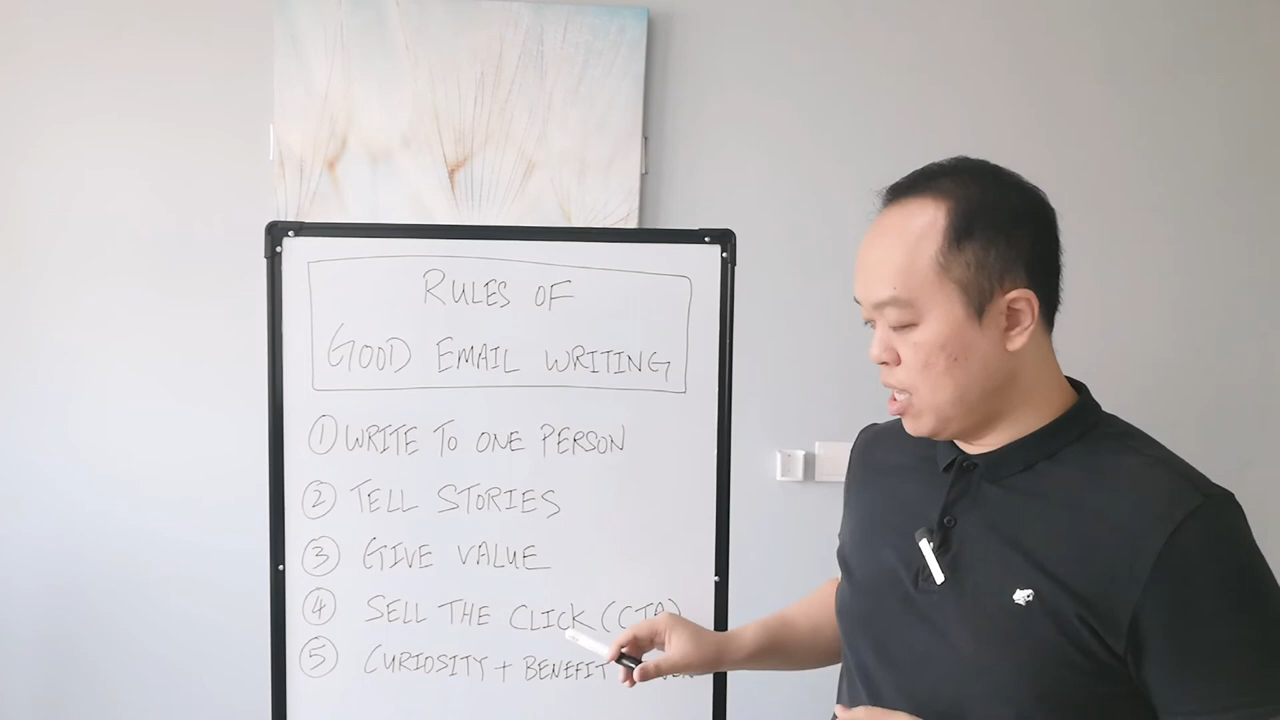 RULES OF
GOOD EMAIL WRITING
① WRITE TO ONE PERSON
② TELL STORIES
③ GIVE VALUE
④ SELL THE CLICK (CTA)
⑤ CURIOSITY + BENEFIT